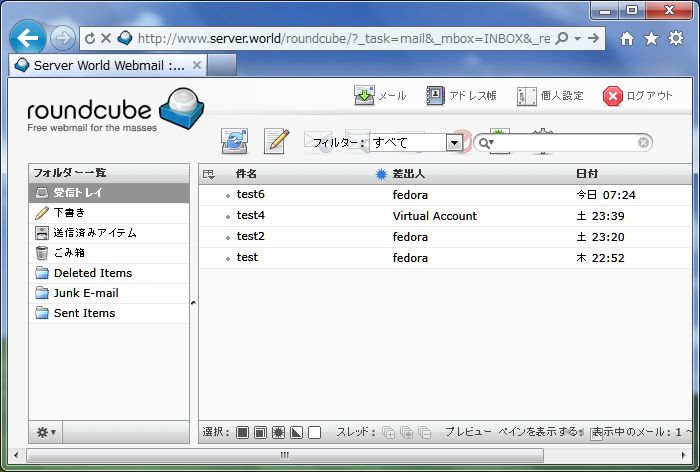 http://www.server.world/roundcube/?_task=mail&_mbox=INBOX&_re
Server World Webmail :...
roundcube
Free webmail for the masses
メール アドレス帳 個人設定 ログアウト
フィルター: すべて
フォルダー一覧
受信トレイ
下書き
送信済みアイテム
ごみ箱
Deleted Items
Junk E-mail
Sent Items
件名 差出人 日付
test6 fedora 今日 07:24
test4 Virtual Account 土 23:39
test2 fedora 土 23:20
test fedora 木 22:52
選択: スレッド: プレビュー ペインを表示する: 表示中のメール: 1 ~